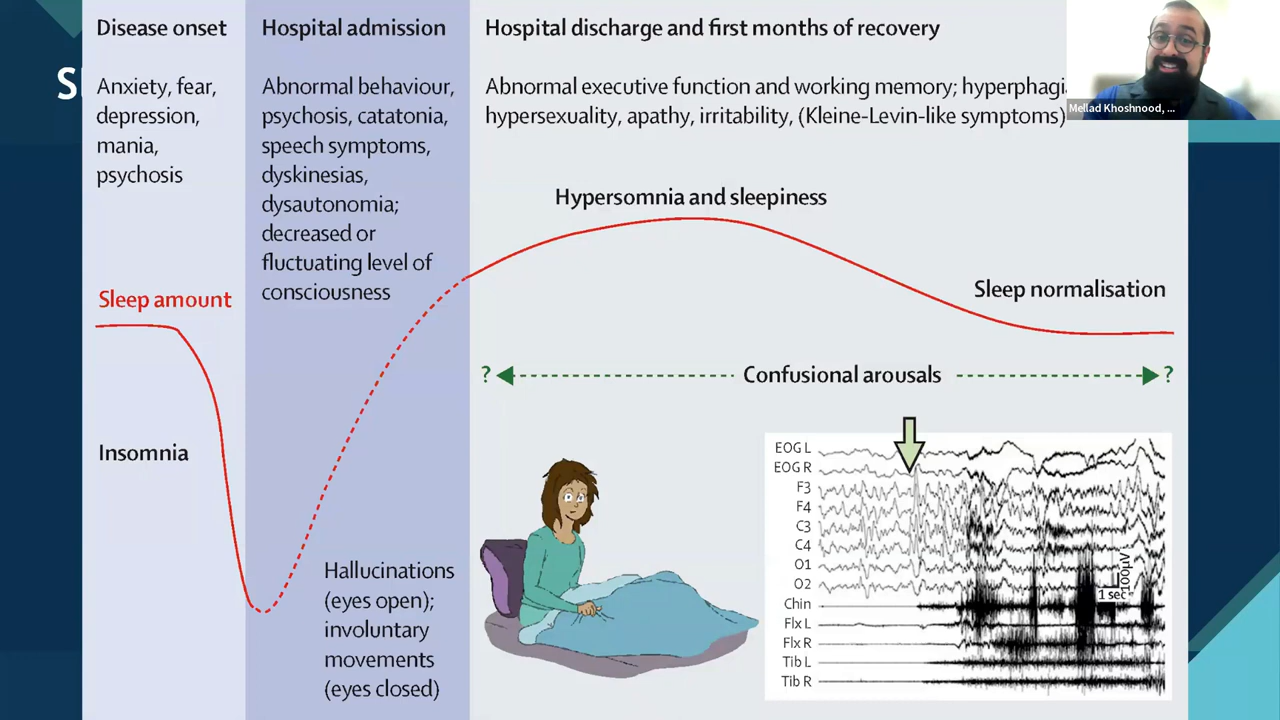 Disease onset
Anxiety, fear,
depression,
mania,
psychosis
Hospital admission
Abnormal behaviour,
psychosis, catatonia,
speech symptoms,
dyskinesias,
dysautonomia;
decreased or
fluctuating level of
consciousness
Hospital discharge and first months of recovery
Abnormal executive function and working memory;
hypersexuality, apathy, irritability, (Kleine-Levin-like symptoms)
Mellad Khoshnood, ...
Hypersomnia and sleepiness
Sleep amount
Sleep normalisation
? Confusional arousals ?
Insomnia
Hallucinations
(eyes open);
involuntary
movements
(eyes closed)
EOG L
EOG R
F3
F4
C3
C4
O1
O2
Chin
Flx L
Flx R
Tib L
Tib R
100µV
1 sec